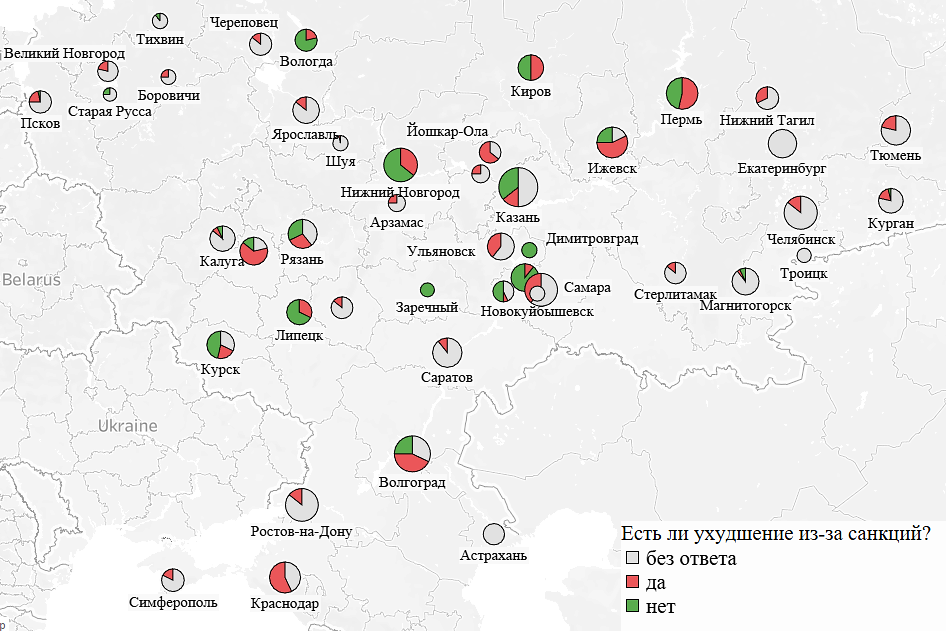 Череповец
Тихвин
Великий Новгород
Вологда
Боровичи
Старая Русса
Псков
Киров
Пермь
Нижний Тагил
Екатеринбург
Тюмень
Ярославль
Шуя
Йошкар-Ола
Ижевск
Нижний Новгород
Арзамас
Казань
Курган
Челябинск
Троицк
Belarus
Калуга
Рязань
Ульяновск
Димитровград
Стерлитамак
Магнитогорск
Заречный
Самара
Новокуйбышевск
Липецк
Курск
Саратов
Ukraine
Волгоград
Ростов-на-Дону
Астрахань
Симферополь
Краснодар
Есть ли ухудшение из-за санкций?
без ответа
да
нет